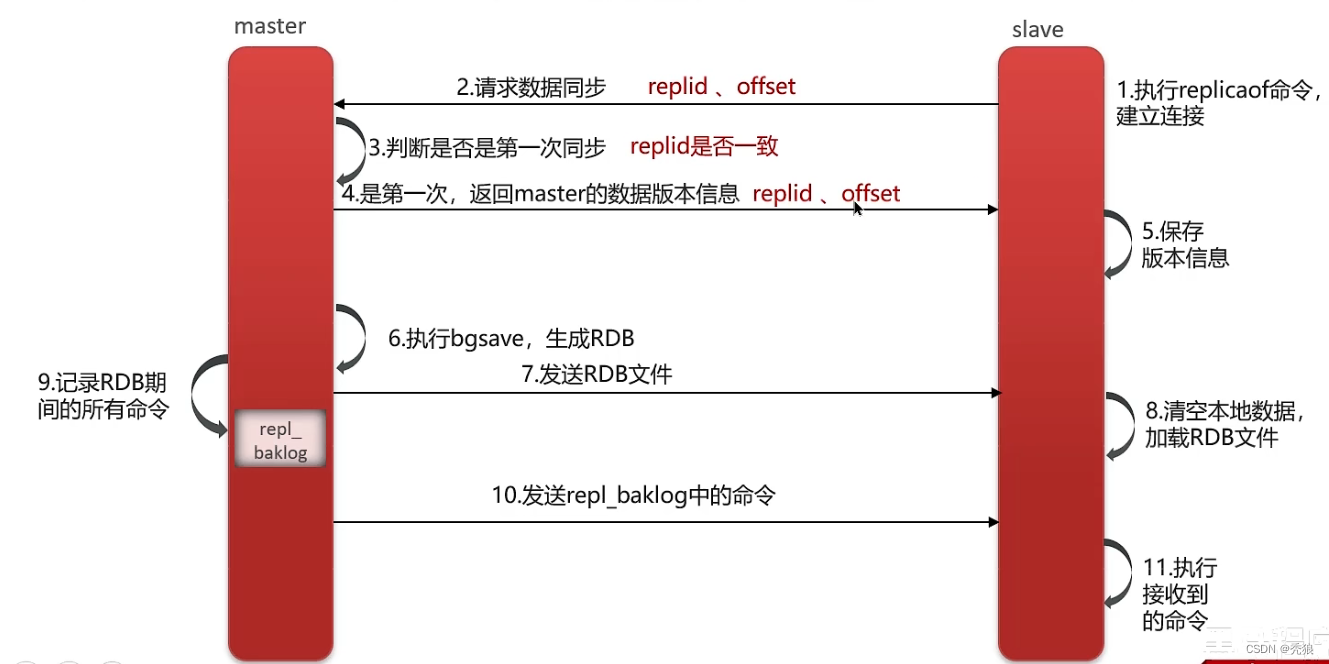 master
slave
1.执行replicaof命令,
建立连接
2.请求数据同步 replid 、offset
3.判断是否是第一次同步 replid是否一致
4.是第一次，返回master的数据版本信息 replid 、offset
5.保存
版本信息
6.执行bgsave，生成RDB
7.发送RDB文件
8.清空本地数据，
加载RDB文件
9.记录RDB期
间的所有命令
repl_
baklog
10.发送repl_baklog中的命令
11.执行
接收到
的命令
CSDN @秃狼